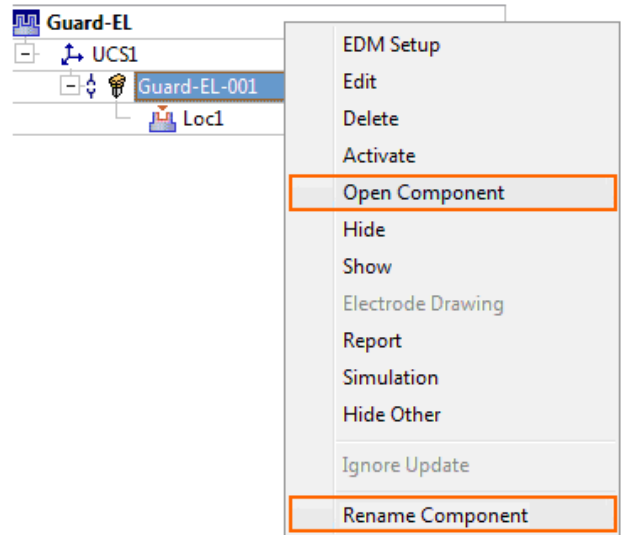 Guard-EL
UCS1
Guard-EL-001
Loc1
EDM Setup
Edit
Delete
Activate
Open Component
Hide
Show
Electrode Drawing
Report
Simulation
Hide Other
Ignore Update
Rename Component